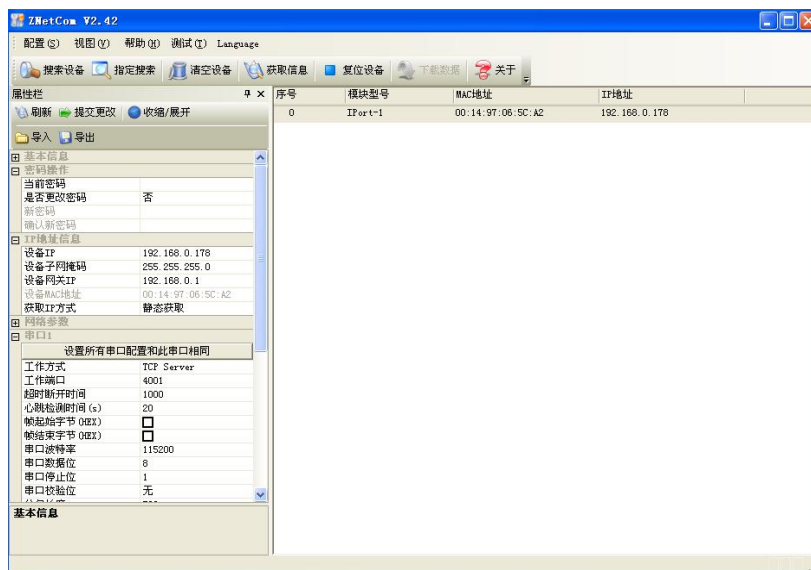 ZNetCom V2.42
配置(S) 视图(V) 帮助(H) 测试(T) Language
搜索设备 指定搜索 清空设备 获取信息 复位设备 下载数据 关于
属性栏
刷新 提交更改 收缩/展开
导入 导出
基本信息
密码操作
当前密码
是否更改密码 否
新密码
确认新密码
IP地址信息
设备IP 192.168.0.178
设备子网掩码 255.255.255.0
设备网关IP 192.168.0.1
设备MAC地址 00:14:97:06:5C:A2
获取IP方式 静态获取
网络参数
串口1
设置所有串口配置和此串口相同
工作方式 TCP Server
工作端口 4001
超时断开时间 1000
心跳检测时间(s) 20
帧起始字节(HEX)
帧结束字节(HEX)
串口波特率 115200
串口数据位 8
串口停止位 1
串口校验位 无
基本信息
序号 模块型号 MAC地址 IP地址
0 IPort-1 00:14:97:06:5C:A2 192.168.0.178